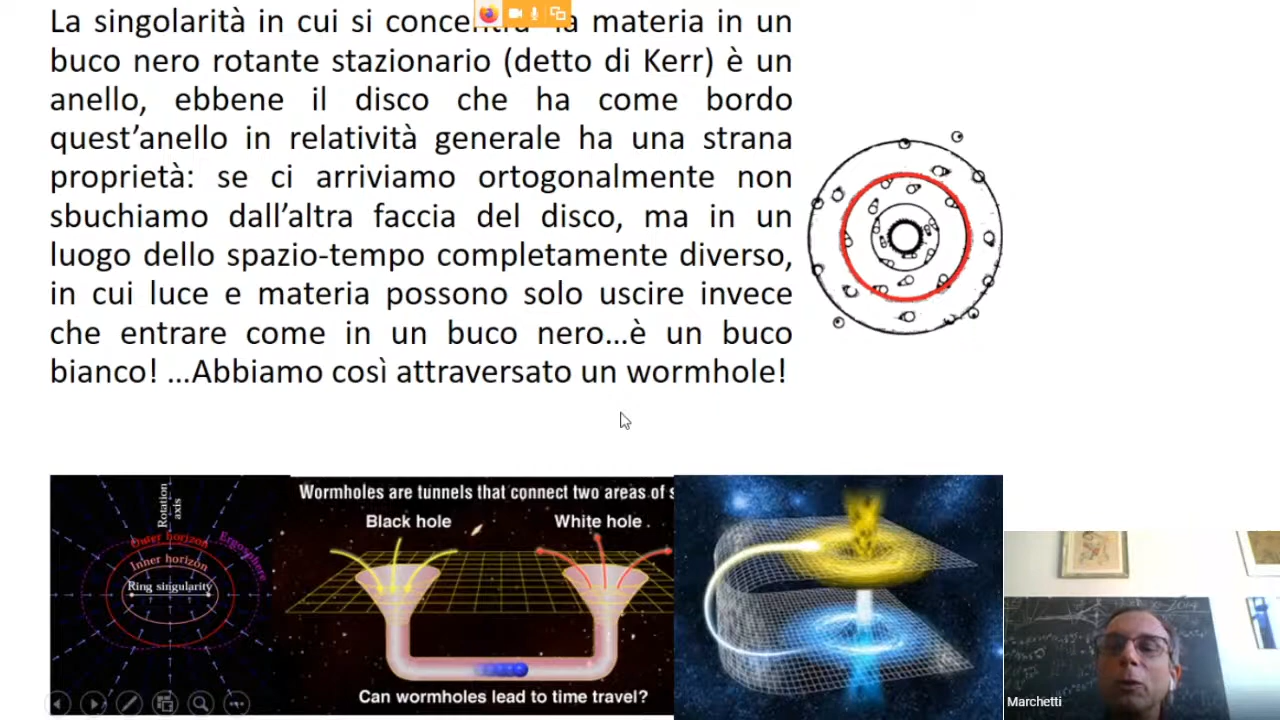 La singolarità in cui si concentra la materia in un
buco nero rotante stazionario (detto di Kerr) è un
anello, ebbene il disco che ha come bordo
quest’anello in relatività generale ha una strana
proprietà: se ci arriviamo ortogonalmente non
sbuchiamo dall’altra faccia del disco, ma in un
luogo dello spazio-tempo completamente diverso,
in cui luce e materia possono solo uscire invece
che entrare come in un buco nero…è un buco
bianco! …Abbiamo così attraversato un wormhole!
Rotation
axis
Outer horizon
Ergosphere
Inner horizon
Ring singularity
Wormholes are tunnels that connect two areas of s
Black hole
White hole
Can wormholes lead to time travel?
Marchetti